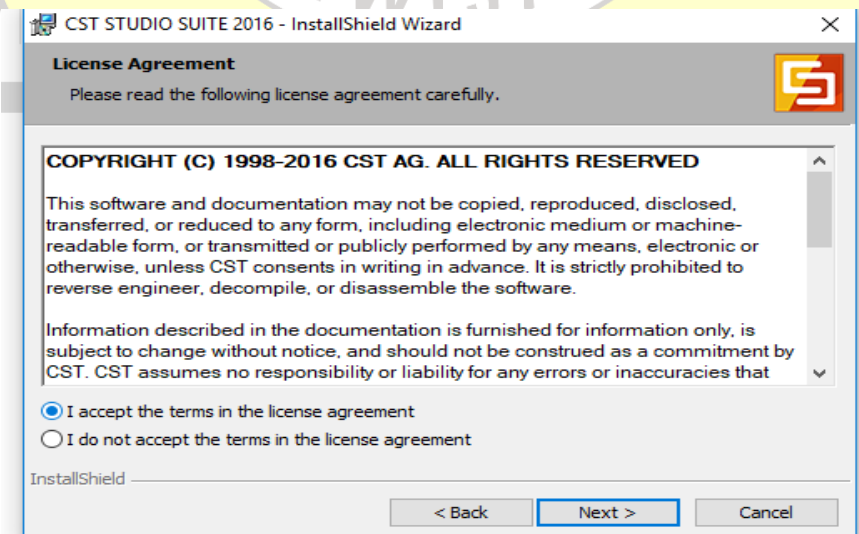 CST STUDIO SUITE 2016 - InstallShield Wizard
License Agreement
Please read the following license agreement carefully.
COPYRIGHT (C) 1998-2016 CST AG. ALL RIGHTS RESERVED
This software and documentation may not be copied, reproduced, disclosed,
transferred, or reduced to any form, including electronic medium or machine-
readable form, or transmitted or publicly performed by any means, electronic or
otherwise, unless CST consents in writing in advance. It is strictly prohibited to
reverse engineer, decompile, or disassemble the software.
Information described in the documentation is furnished for information only, is
subject to change without notice, and should not be construed as a commitment by
CST. CST assumes no responsibility or liability for any errors or inaccuracies that
I accept the terms in the license agreement
I do not accept the terms in the license agreement
InstallShield
< Back Next > Cancel